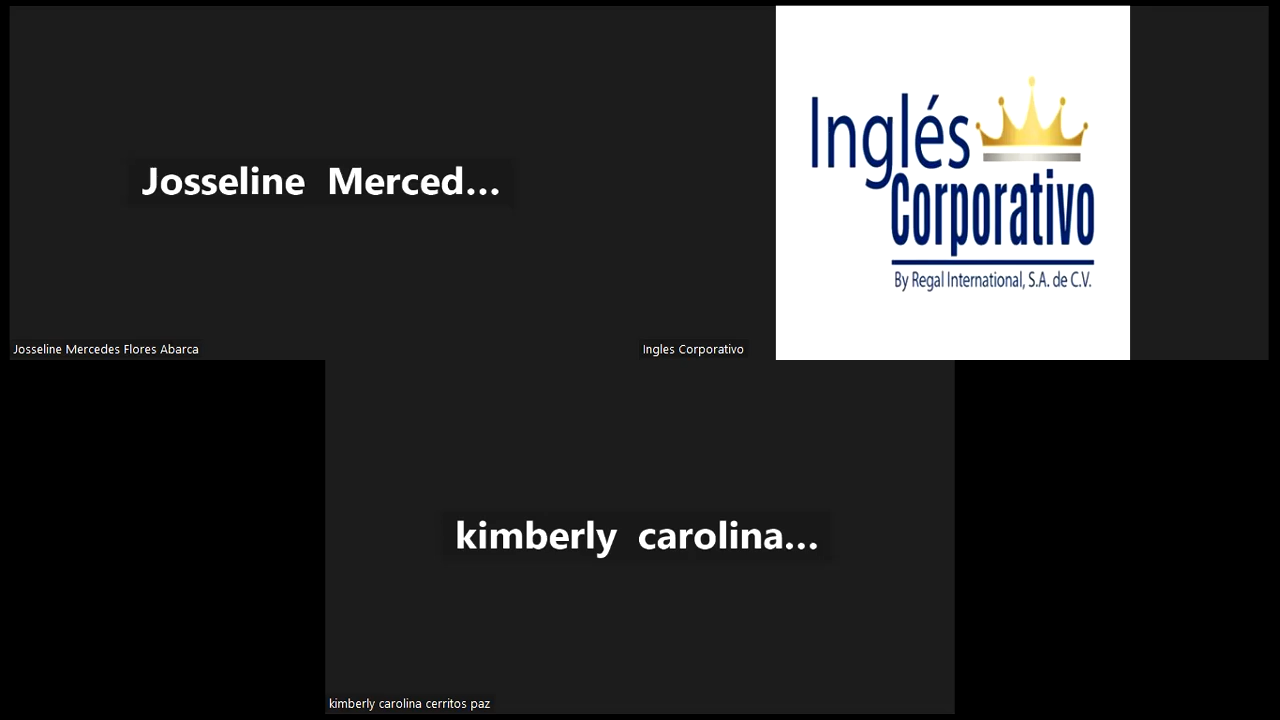 Josseline Merced...
Inglés
Corporativo
By Regal International, S.A. de C.V.
Josseline Mercedes Flores Abarca
Ingles Corporativo
kimberly carolina...
kimberly carolina cerritos paz